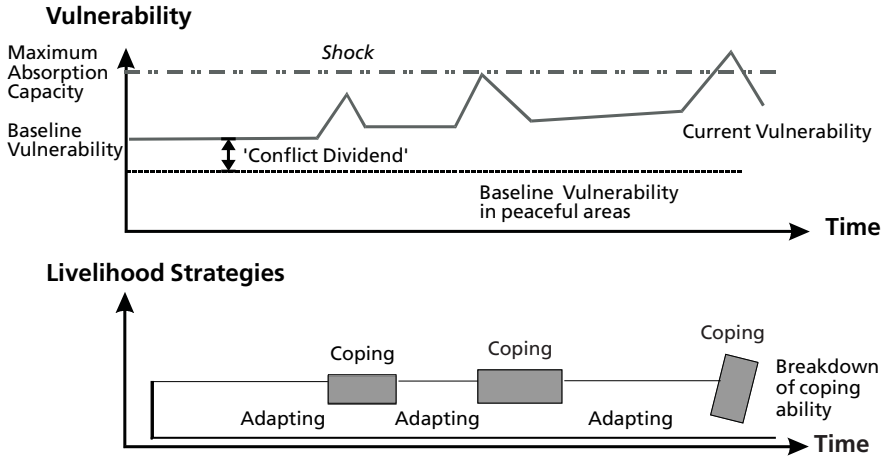 Vulnerability
Maximum
Absorption
Capacity
Shock
Baseline
Vulnerability
Current Vulnerability
'Conflict Dividend'
Baseline Vulnerability
in peaceful areas
Time
Livelihood Strategies
Coping
Coping
Coping
Breakdown
of coping
ability
Adapting
Adapting
Adapting
Time